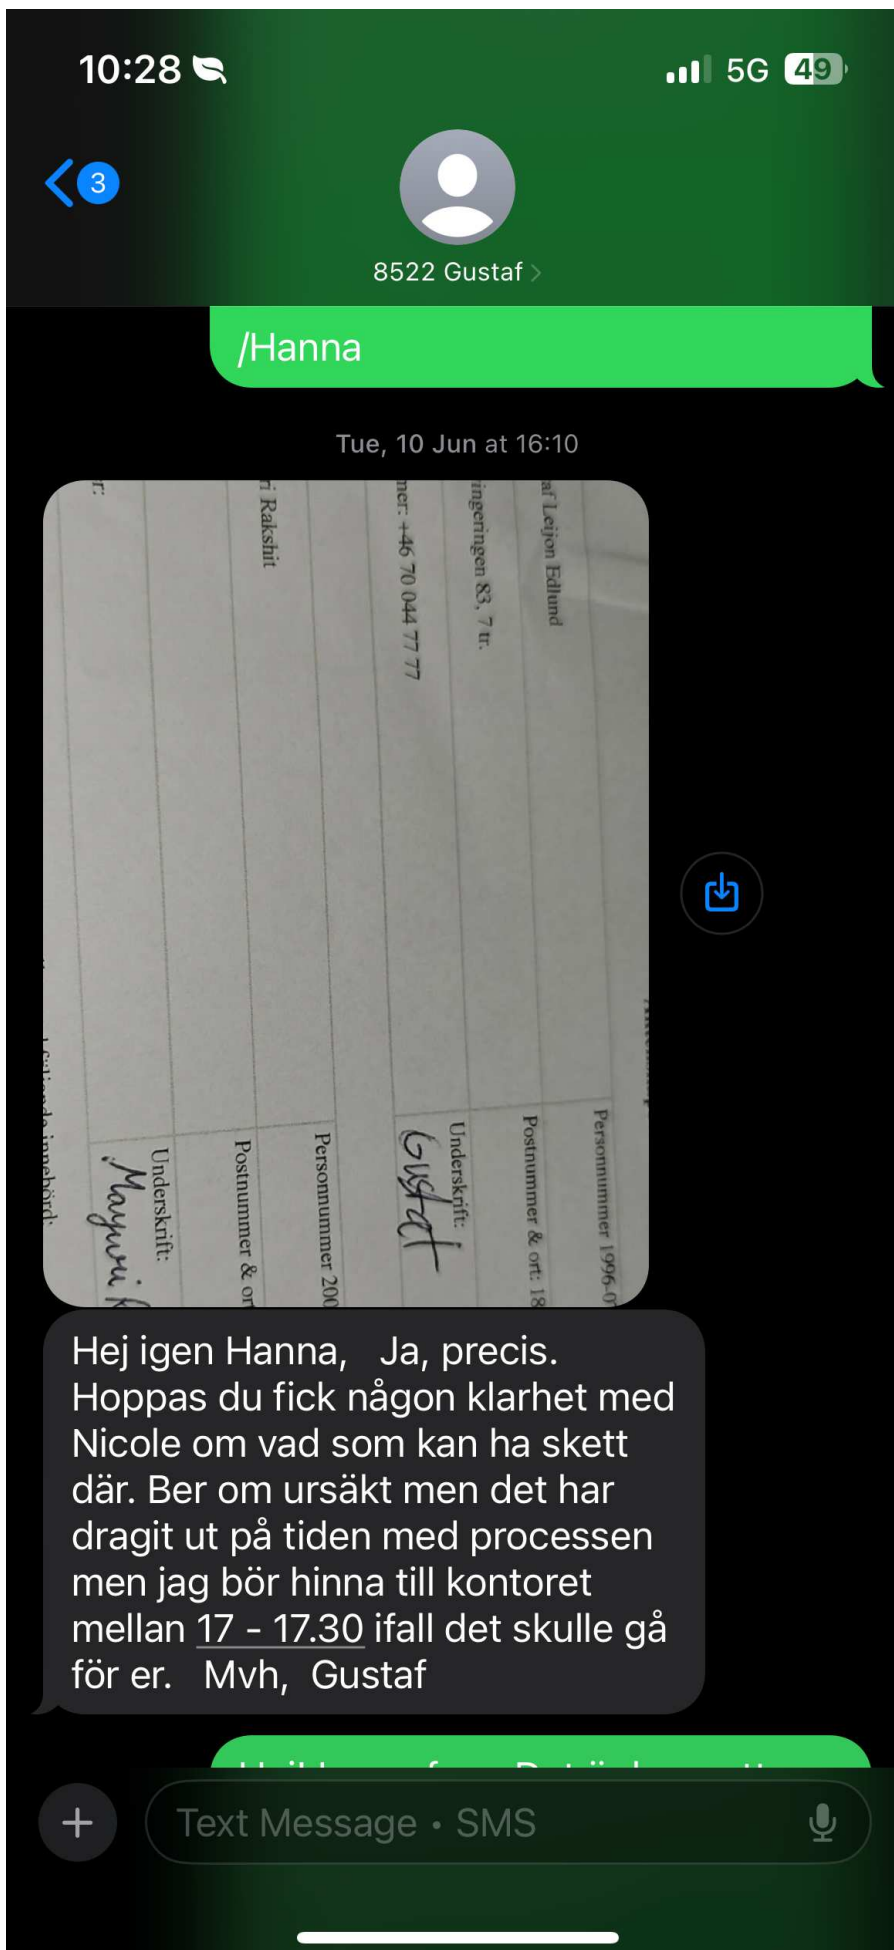 10:28
5G 49
3
8522 Gustaf
/Hanna
Tue, 10 Jun at 16:10
Personnummer 1996-0
af Leijon Edlund
Postnummer & ort: 18
ingeringen 83, 7 tr.
Underskrift:
mer: +46 70 044 77 77
Gustaf
Personnummer 200
ri Rakshit
Postnummer & ort
Underskrift:
r:
Mayuri R
Hej igen Hanna, Ja, precis.
Hoppas du fick någon klarhet med
Nicole om vad som kan ha skett
där. Ber om ursäkt men det har
dragit ut på tiden med processen
men jag bör hinna till kontoret
mellan 17 - 17.30 ifall det skulle gå
för er. Mvh, Gustaf
Text Message • SMS